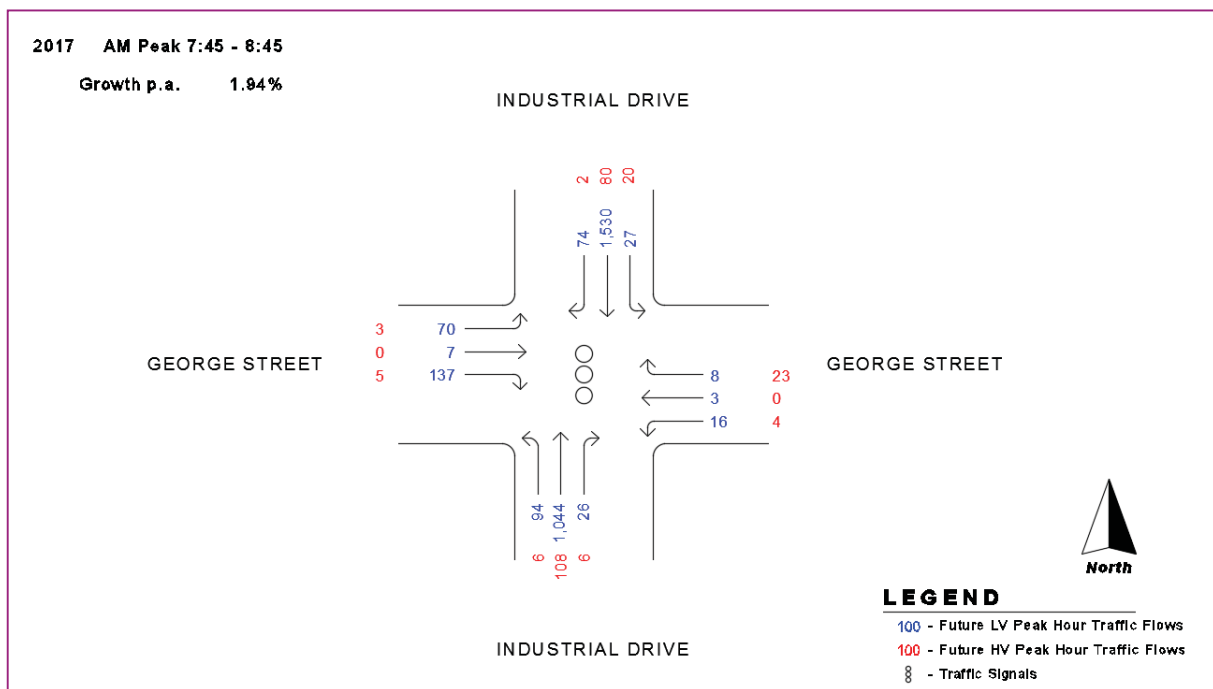 2017 AM Peak 7:45 - 8:45
Growth p.a. 1.94%
INDUSTRIAL DRIVE
2 80 20
74 1,530 27
3 70
0 7
5 137
GEORGE STREET
8 23
3 0
16 4
GEORGE STREET
94 1,044 26
6 108 6
North
INDUSTRIAL DRIVE
LEGEND
100 - Future LV Peak Hour Traffic Flows
100 - Future HV Peak Hour Traffic Flows
- Traffic Signals